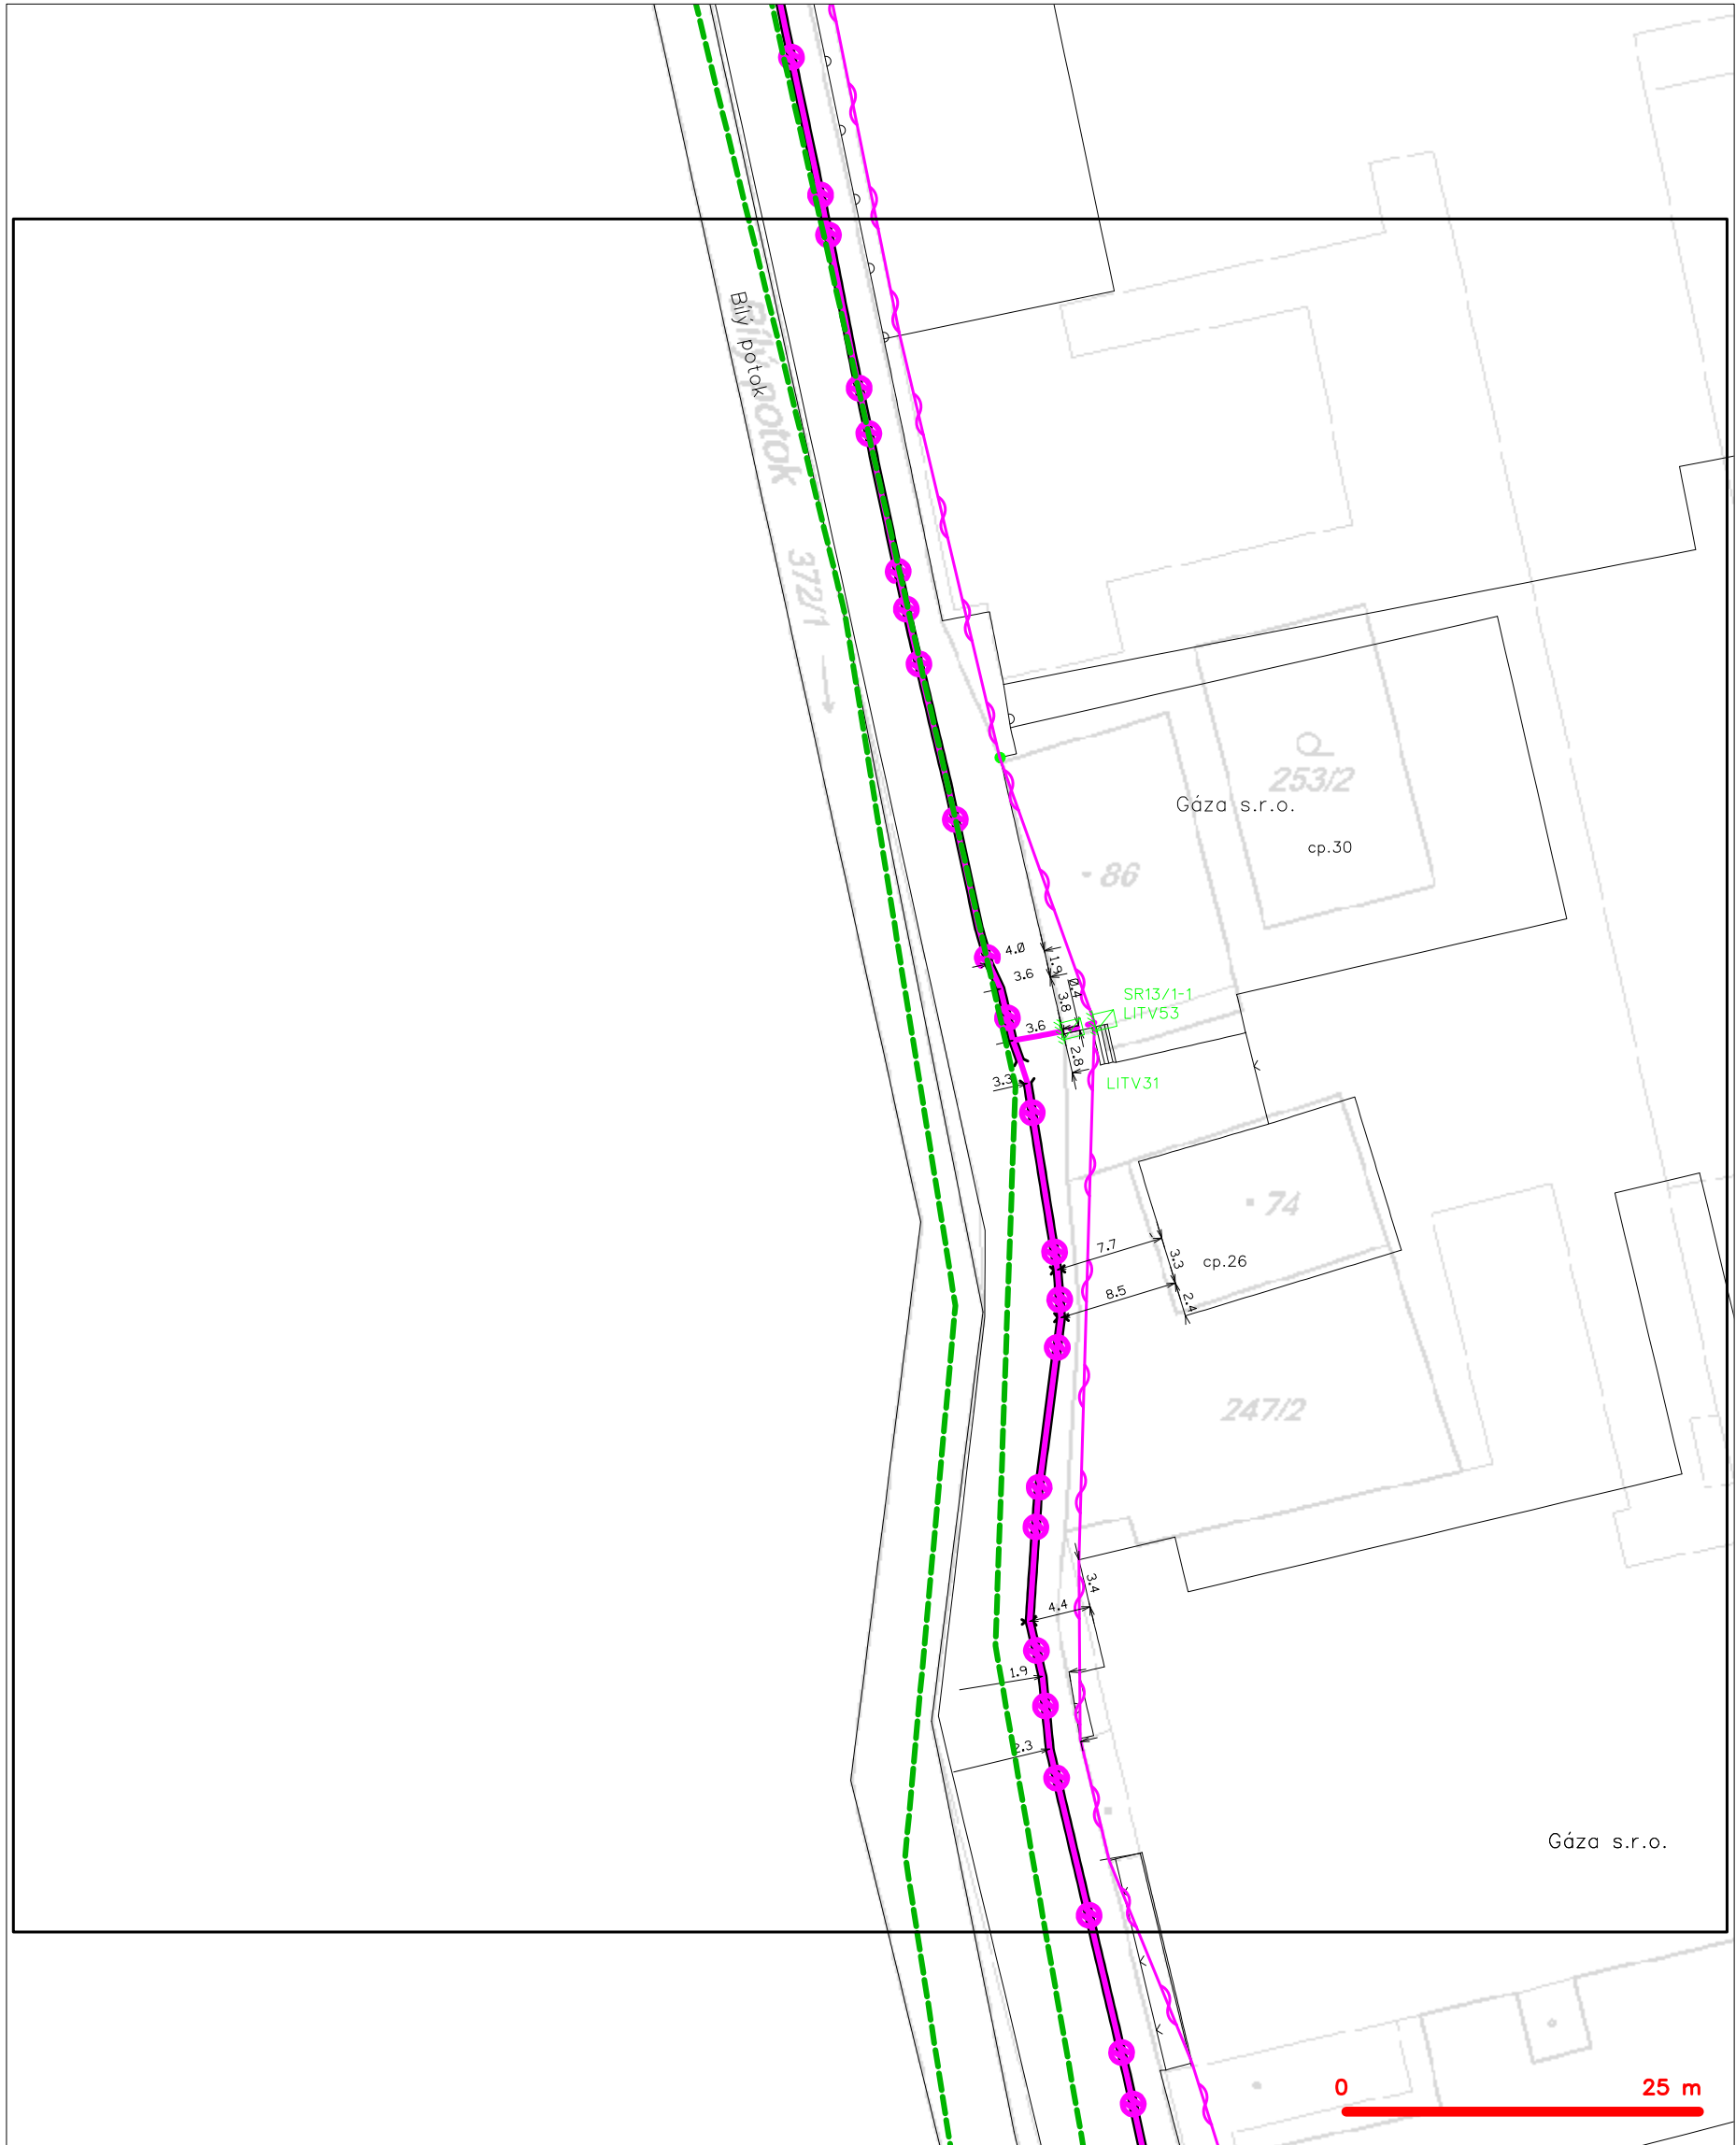 Bílý potok
Bílý potok
372/1
253/2
Gáza s.r.o.
cp.30
86
4.0
1.9
3.6
0.4
3.8
SR13/1-1
LITV53
3.6
2.8
3.3
LITV31
74
7.7
3.3
cp.26
8.5
2.4
247/2
3.4
4.4
1.9
2.3
Gáza s.r.o.
0
25 m